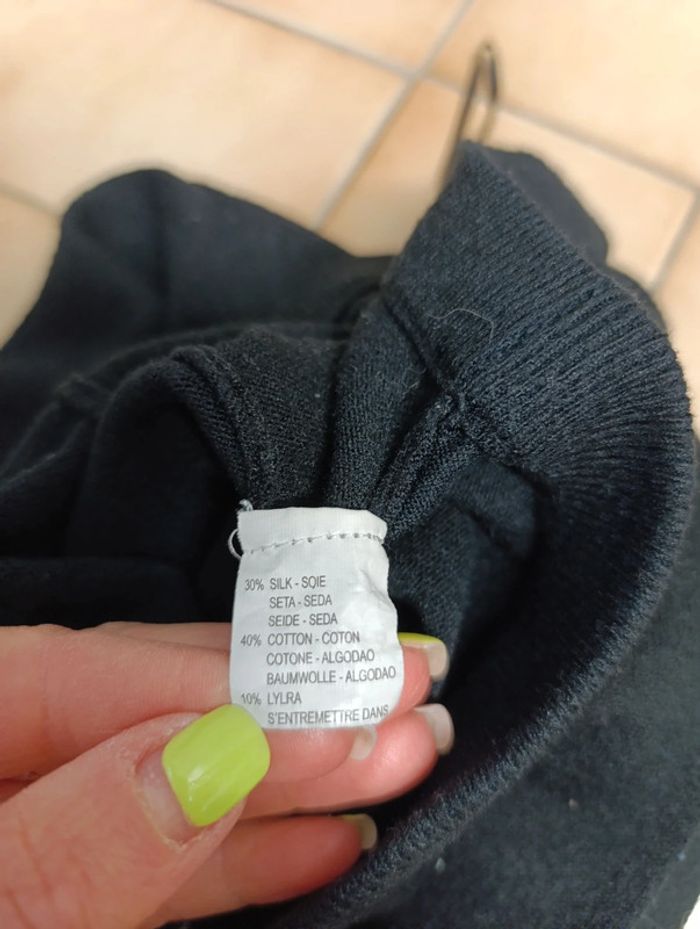 30% SILK - SOIE
SETA - SEDA
SEIDE - SEDA
40% COTTON - COTON
COTONE - ALGODAO
BAUMWOLLE - ALGODAO
10% LYLRA
S'ENTREMETTRE DANS